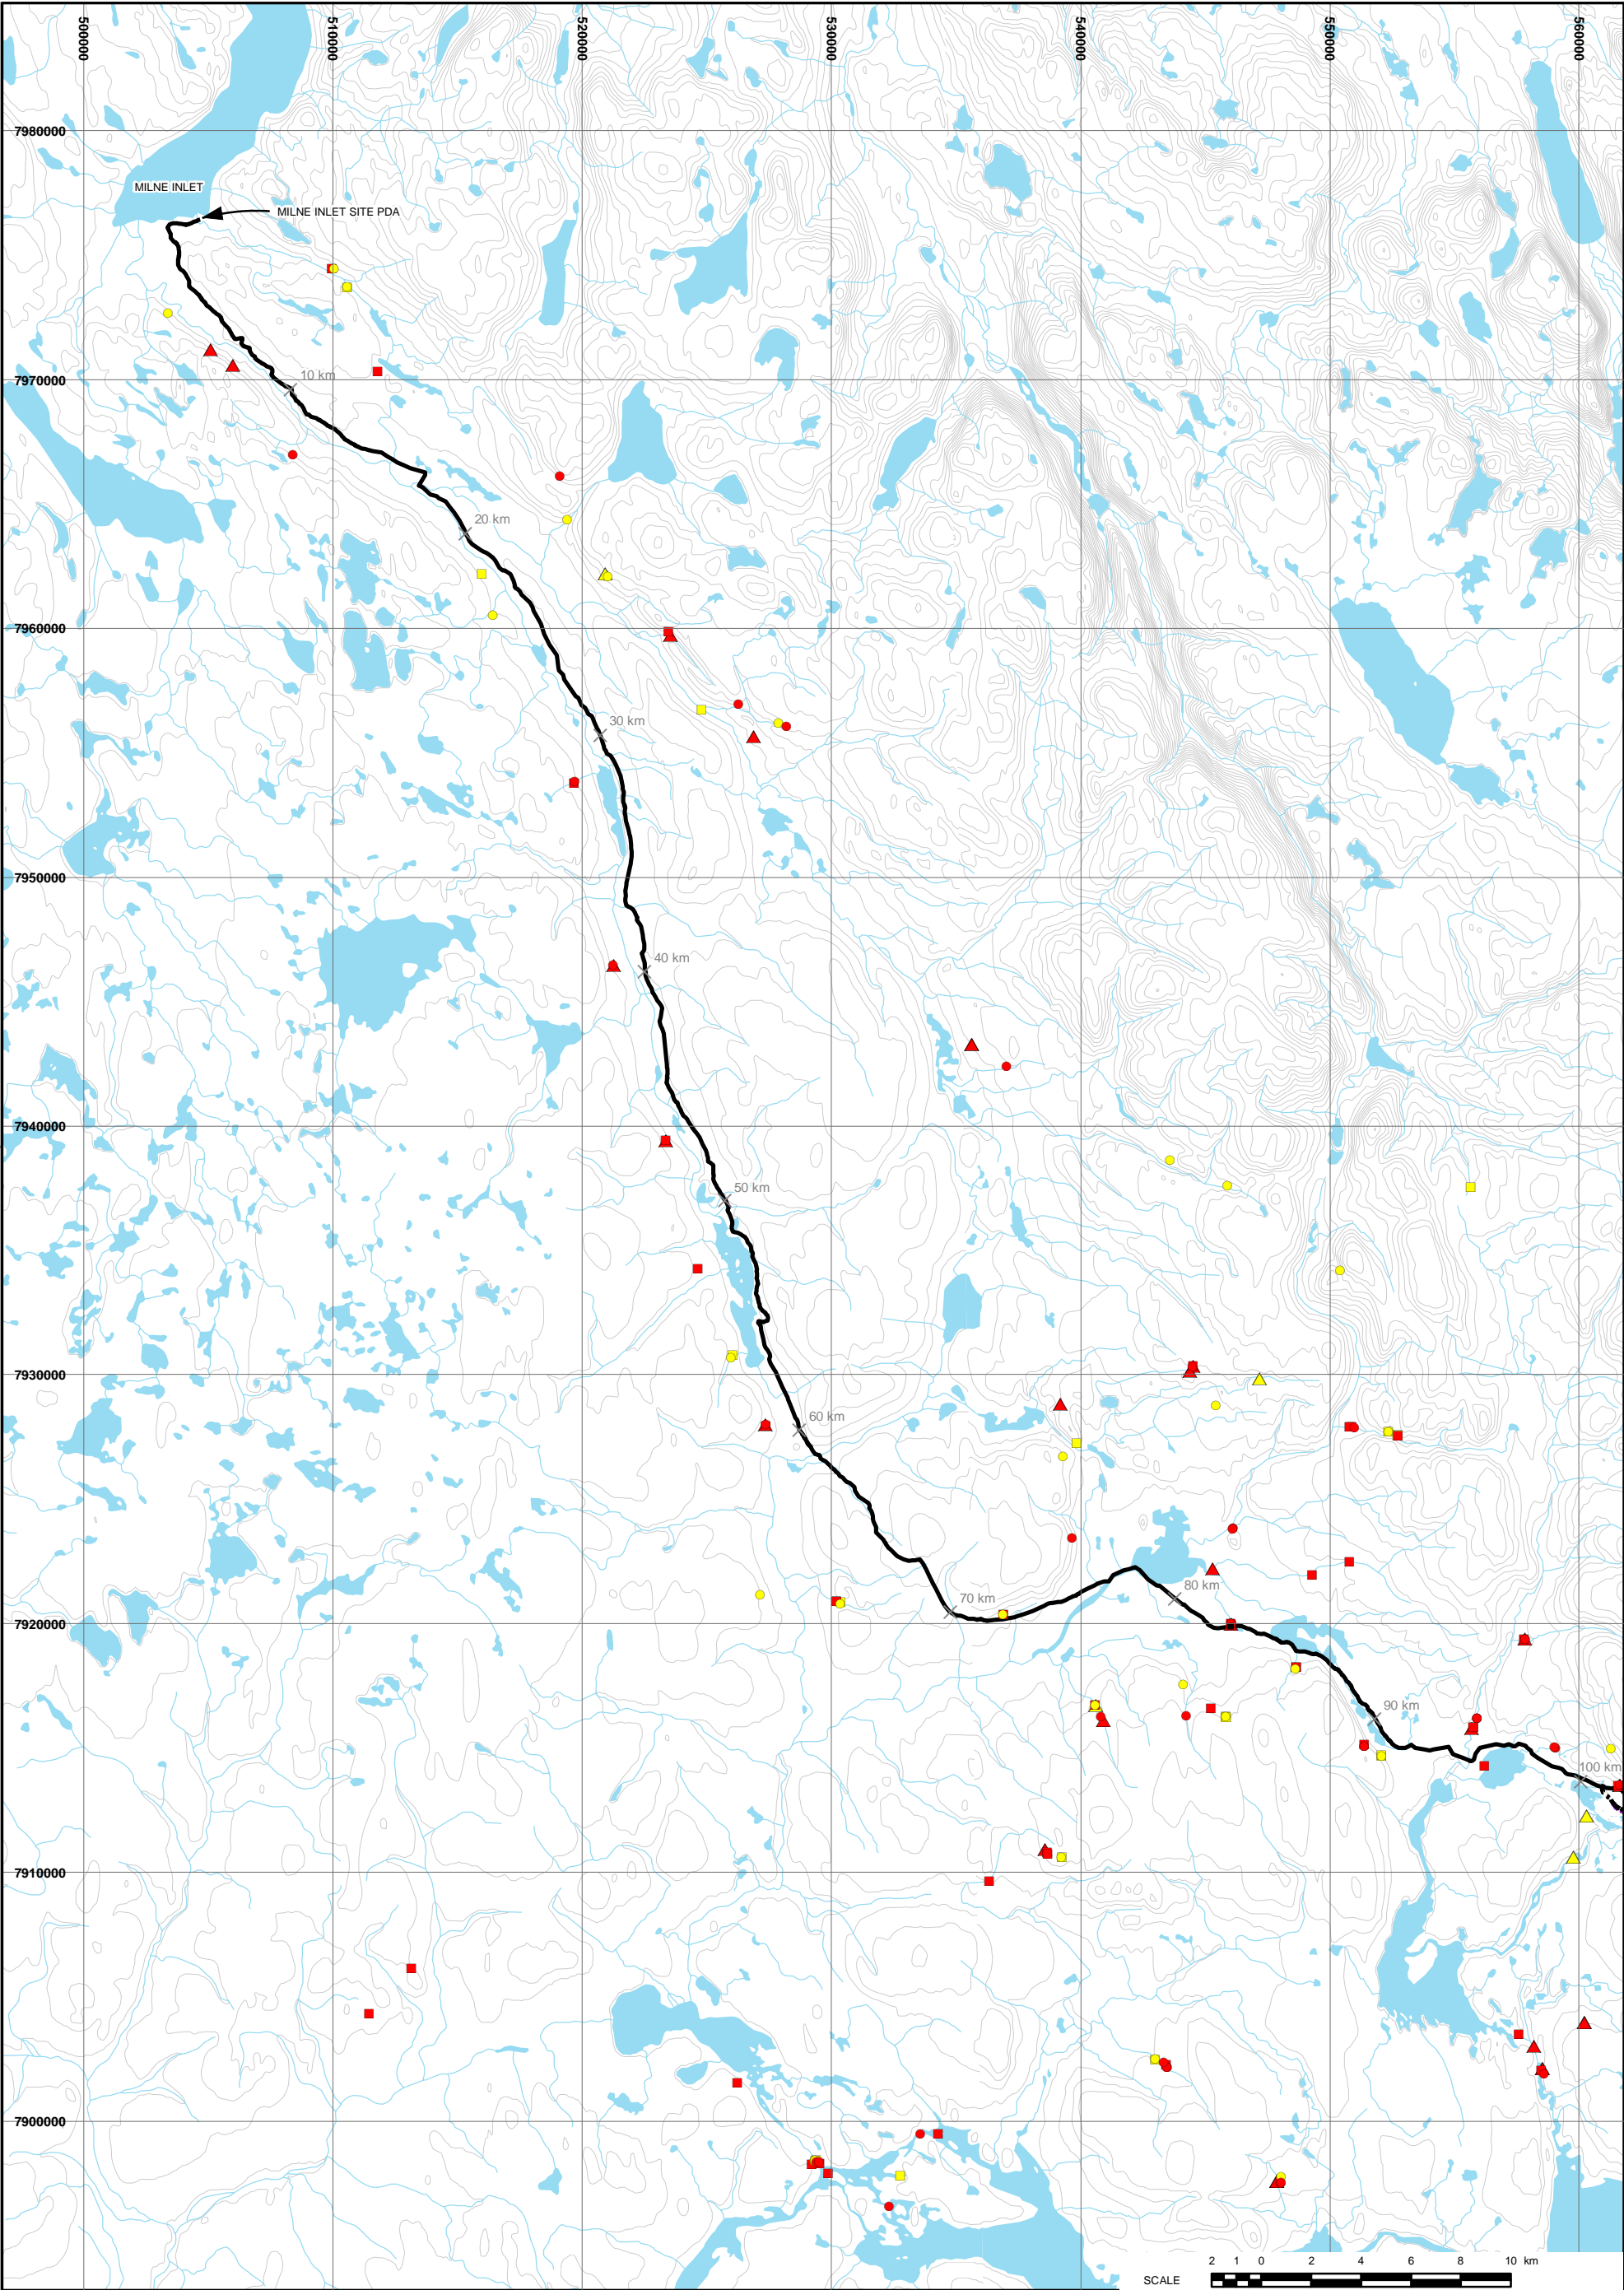 500000
510000
520000
530000
540000
550000
560000
7980000
MILNE INLET
MILNE INLET SITE PDA
7970000
10 km
20 km
7960000
30 km
7950000
40 km
7940000
50 km
7930000
60 km
7920000
70 km
80 km
90 km
100 km
7910000
7900000
2 1 0 2 4 6 8 10 km
SCALE